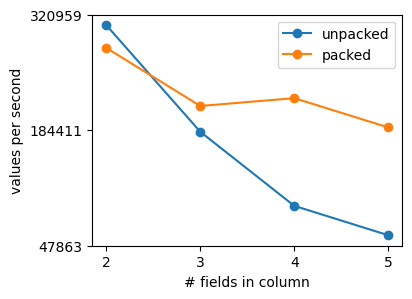 320959
184411
47863
values per second
unpacked
packed
2
3
4
5
# fields in column